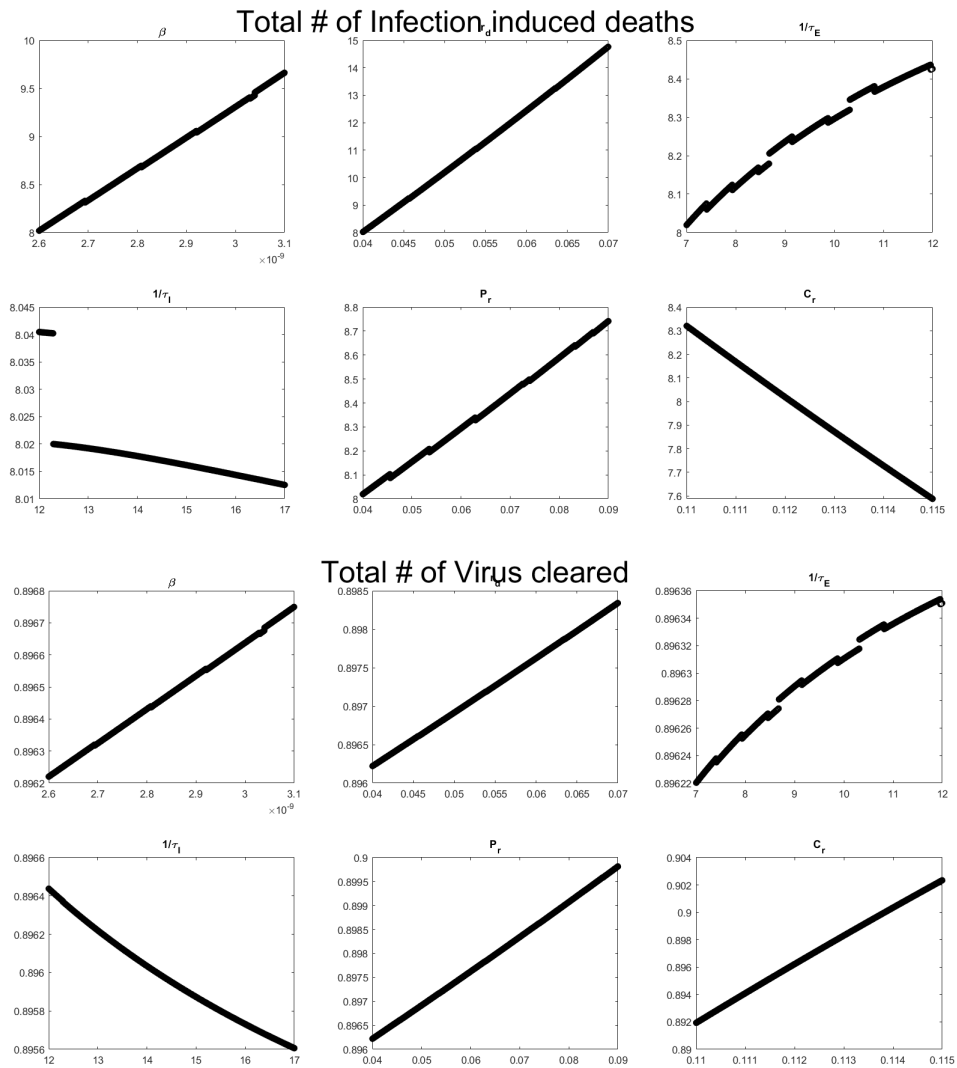 Total # of Infection induced deaths
β r_d 1/τ_E
10 15 8.5
14
9.5 13 8.4
12
8.3
9 11
10 8.2
8.5 9 8.1
8
8 7 8
2.6 2.7 2.8 2.9 3 3.1 0.04 0.045 0.05 0.055 0.06 0.065 0.07 7 8 9 10 11 12
×10⁻⁹
1/τ_I P_r C_r
8.045 8.8 8.4
8.04 8.7 8.3
8.6 8.2
8.035 8.5 8.1
8.03 8.4 8
8.025 8.3 7.9
8.02 8.2 7.8
8.015 8.1 7.7
8.01 8 7.6
12 13 14 15 16 17 0.04 0.05 0.06 0.07 0.08 0.09 0.11 0.111 0.112 0.113 0.114 0.115
Total # of Virus cleared
β r_d 1/τ_E
0.8968 0.8985 0.89636
0.8967 0.898 0.89634
0.8966 0.89632
0.8975 0.8963
0.8965 0.897 0.89628
0.8964 0.89626
0.8963 0.8965 0.89624
0.8962 0.896 0.89622
2.6 2.7 2.8 2.9 3 3.1 0.04 0.045 0.05 0.055 0.06 0.065 0.07 7 8 9 10 11 12
×10⁻⁹
1/τ_I P_r C_r
0.8966 0.9 0.904
0.8995 0.902
0.8964 0.899
0.8962 0.8985 0.9
0.898 0.898
0.896 0.8975 0.896
0.8958 0.897 0.894
0.8965 0.892
0.8956 0.896 0.89
12 13 14 15 16 17 0.04 0.05 0.06 0.07 0.08 0.09 0.11 0.111 0.112 0.113 0.114 0.115